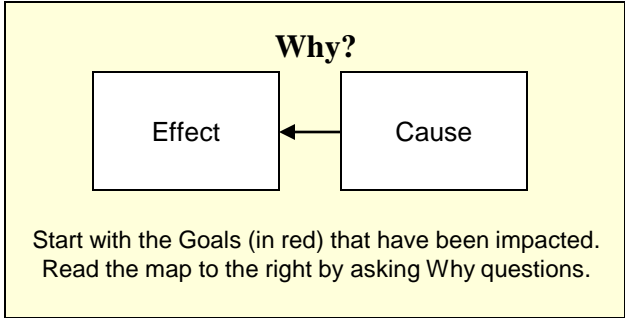 Why?
Effect
Cause
Start with the Goals (in red) that have been impacted.
Read the map to the right by asking Why questions.